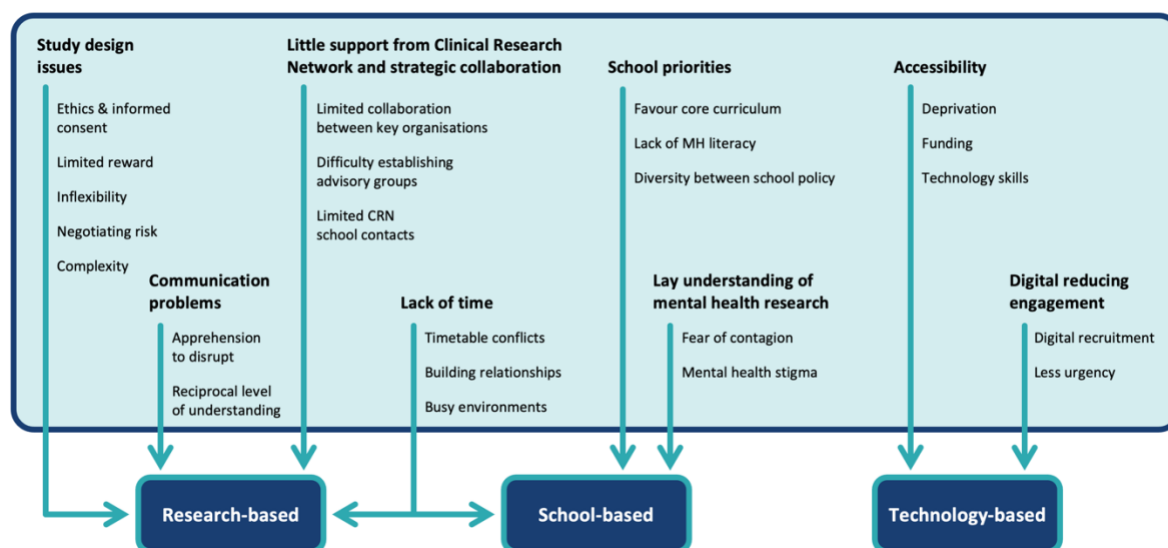 Study design
issues
Ethics & informed
consent
Limited reward
Inflexibility
Negotiating risk
Complexity
Communication
problems
Apprehension
to disrupt
Reciprocal level
of understanding
Little support from Clinical Research
Network and strategic collaboration
Limited collaboration
between key organisations
Difficulty establishing
advisory groups
Limited CRN
school contacts
Lack of time
Timetable conflicts
Building relationships
Busy environments
School priorities
Favour core curriculum
Lack of MH literacy
Diversity between school policy
Lay understanding of
mental health research
Fear of contagion
Mental health stigma
Accessibility
Deprivation
Funding
Technology skills
Digital reducing
engagement
Digital recruitment
Less urgency
Research-based
School-based
Technology-based